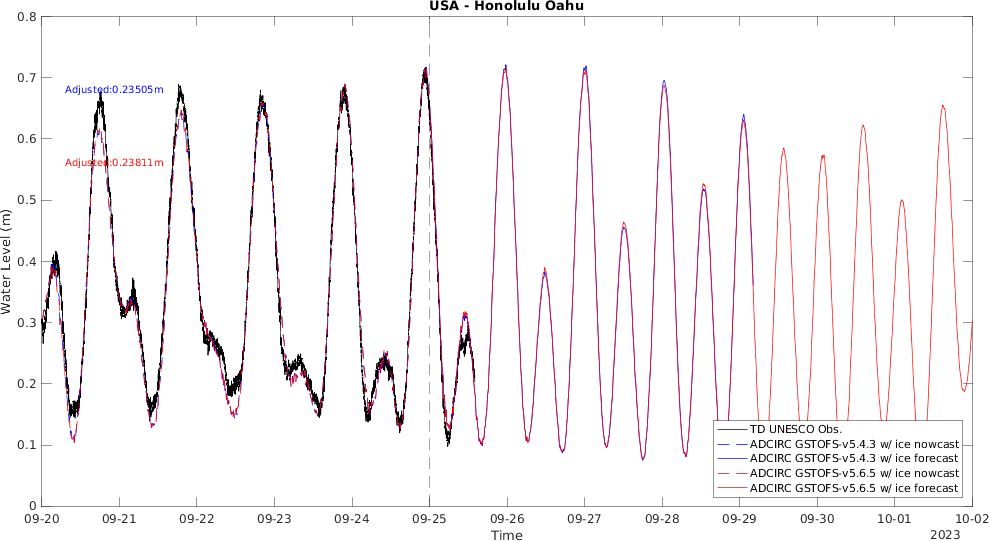 USA - Honolulu Oahu
0.8
0.7
0.6
0.5
0.4
0.3
0.2
0.1
0
Water Level (m)
Adjusted:0.23505m
Adjusted:0.23811m
TD UNESCO Obs.
ADCIRC GSTOFS-v5.4.3 w/ ice nowcast
ADCIRC GSTOFS-v5.4.3 w/ ice forecast
ADCIRC GSTOFS-v5.6.5 w/ ice nowcast
ADCIRC GSTOFS-v5.6.5 w/ ice forecast
09-20 09-21 09-22 09-23 09-24 09-25 09-26 09-27 09-28 09-29 09-30 10-01 10-02
Time
2023